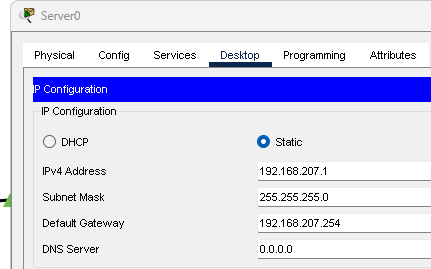 Server0
Physical Config Services Desktop Programming Attributes
IP Configuration
IP Configuration
DHCP Static
IPv4 Address 192.168.207.1
Subnet Mask 255.255.255.0
Default Gateway 192.168.207.254
DNS Server 0.0.0.0